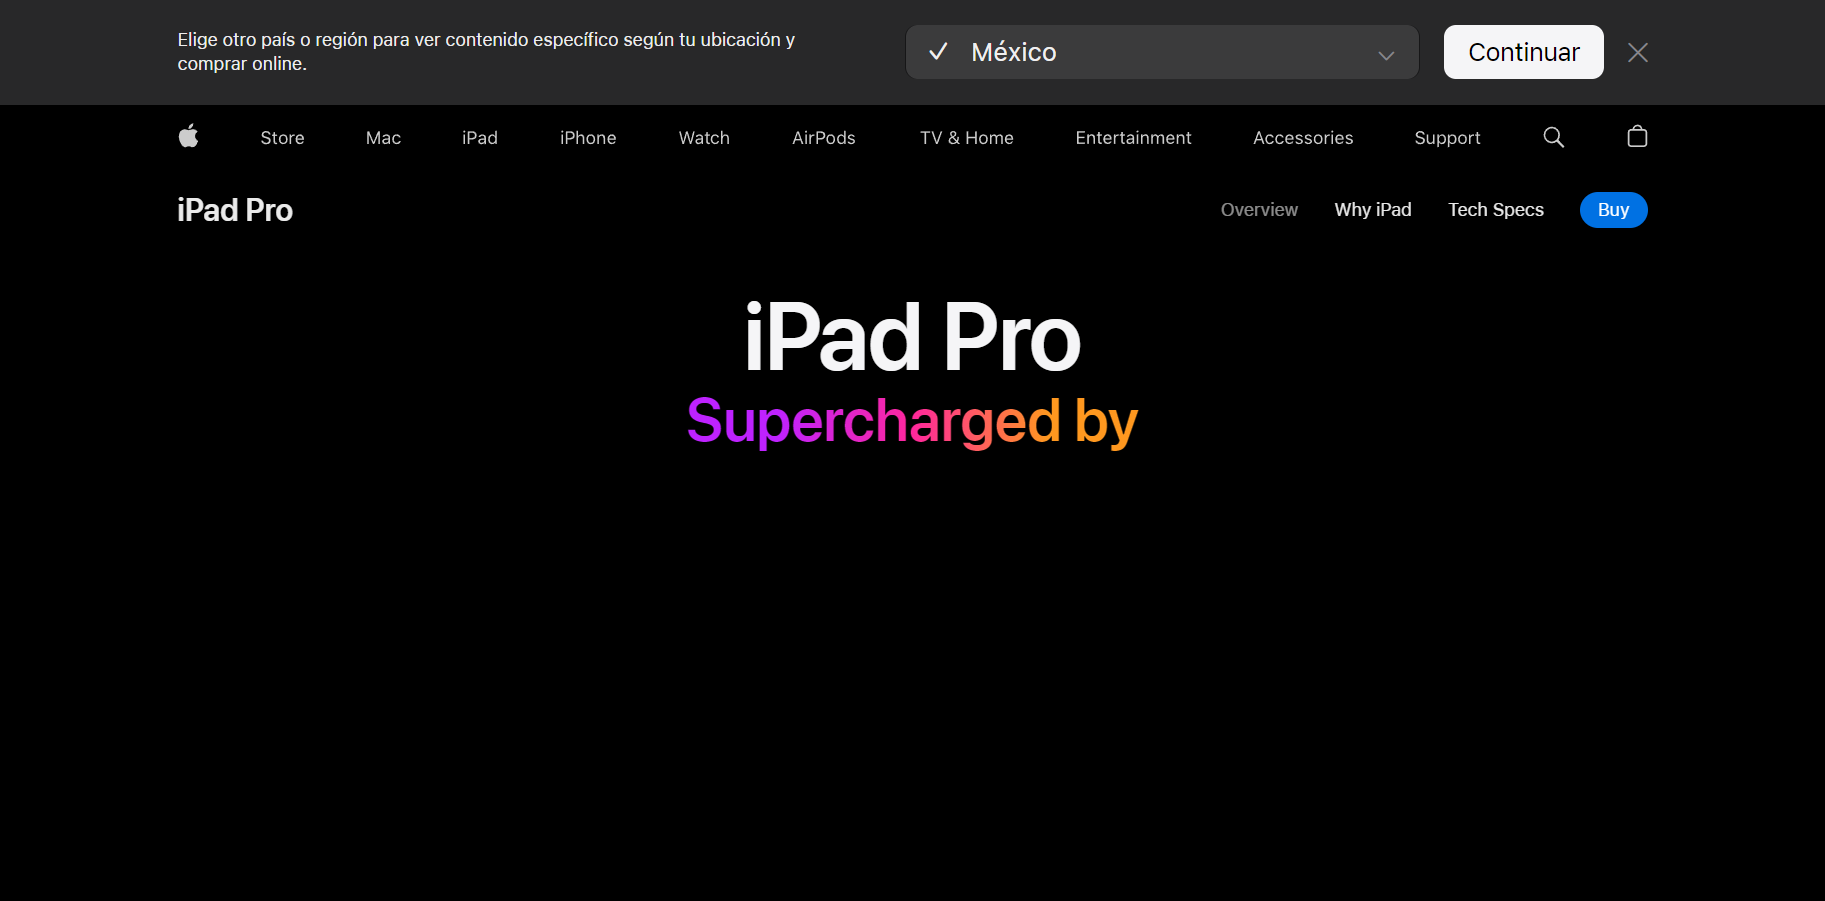 Elige otro país o región para ver contenido específico según tu ubicación y
comprar online.
México
Continuar
Store Mac iPad iPhone Watch AirPods TV & Home Entertainment Accessories Support
iPad Pro
Overview Why iPad Tech Specs Buy
iPad Pro
Supercharged by